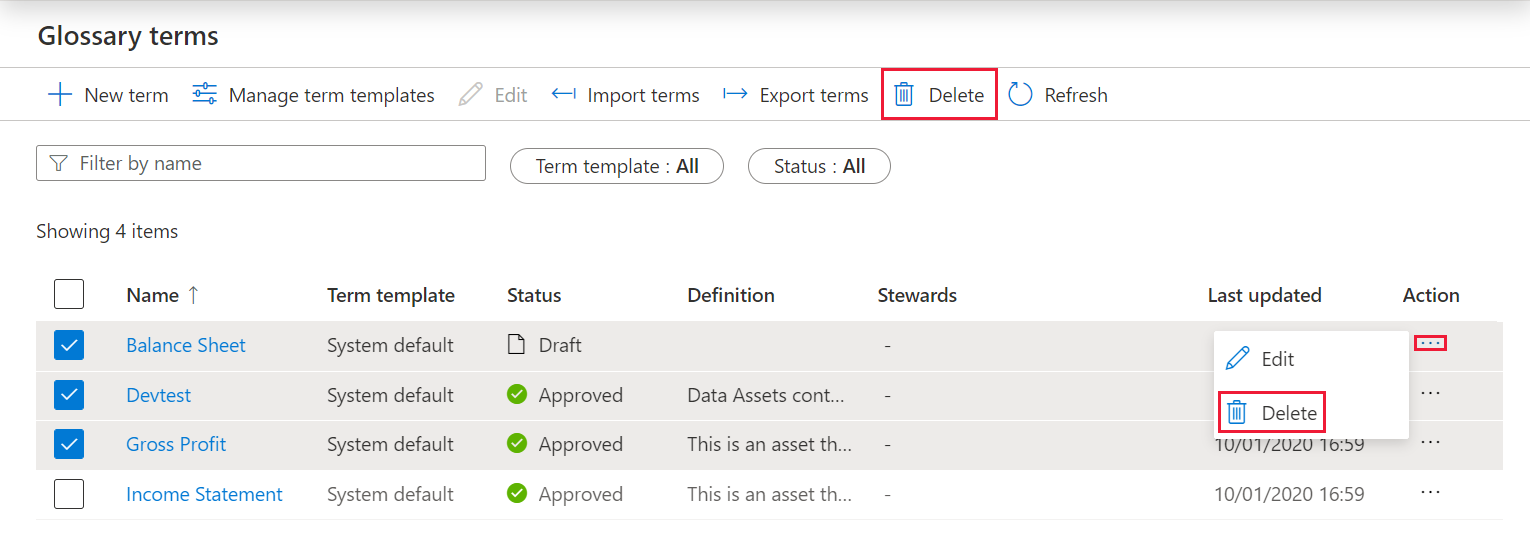 Glossary terms
New term Manage term templates Edit Import terms Export terms Delete Refresh
Filter by name Term template : All Status : All
Showing 4 items
Name ↑ Term template Status Definition Stewards Last updated Action
Balance Sheet System default Draft - ...
Edit
Devtest System default Approved Data Assets cont... - ...
Delete
Gross Profit System default Approved This is an asset th... - 10/01/2020 16:59 ...
Income Statement System default Approved This is an asset th... - 10/01/2020 16:59 ...